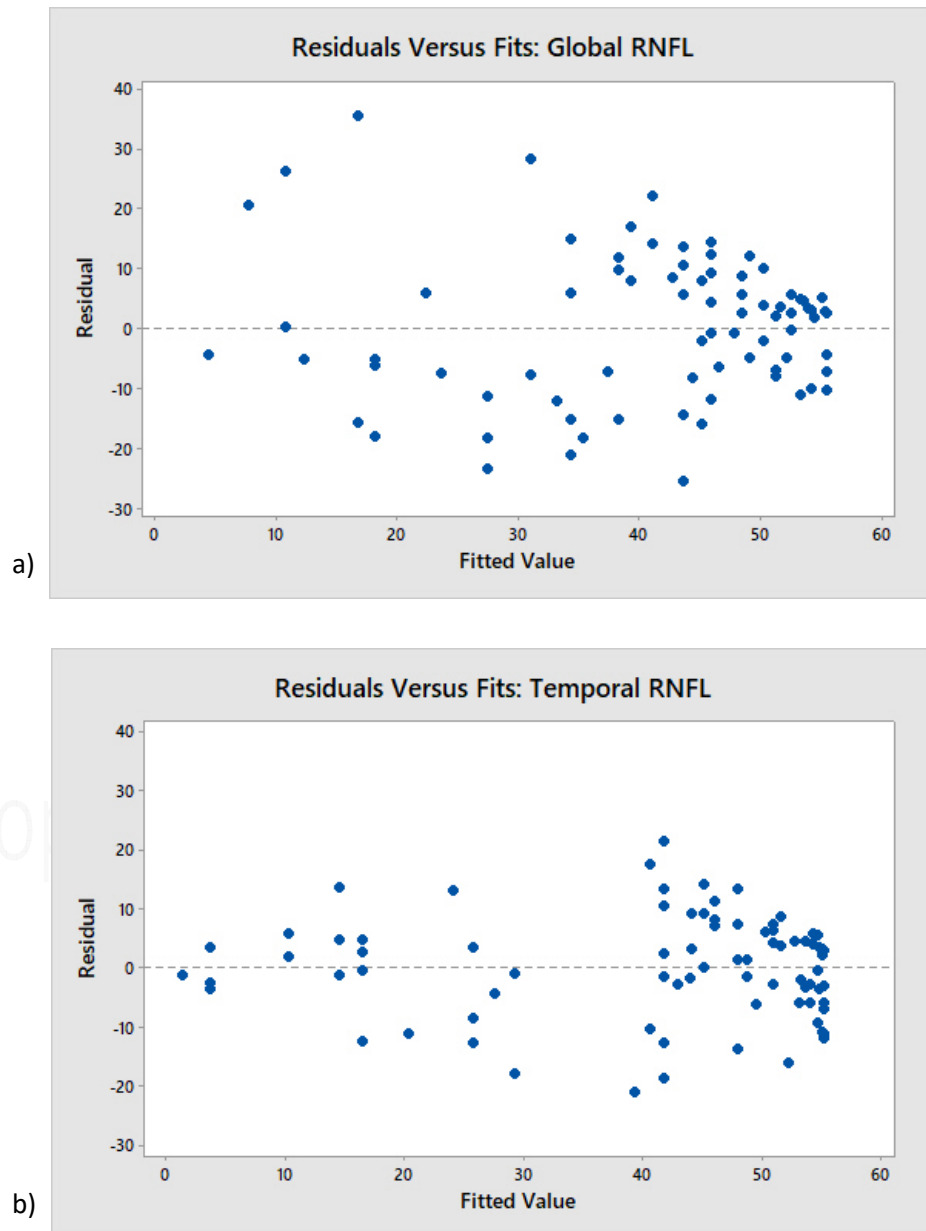 Residuals Versus Fits: Global RNFL
40
30
20
10
0
-10
-20
-30
Residual
0 10 20 30 40 50 60
Fitted Value
a)
Residuals Versus Fits: Temporal RNFL
40
30
20
10
0
-10
-20
-30
Residual
0 10 20 30 40 50 60
Fitted Value
b)